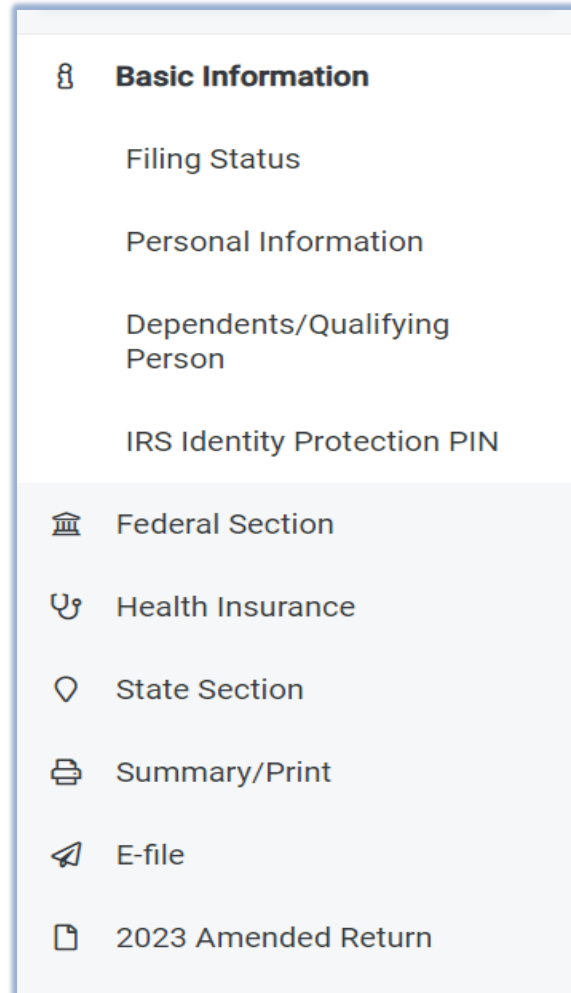 Basic Information
Filing Status
Personal Information
Dependents/Qualifying
Person
IRS Identity Protection PIN
Federal Section
Health Insurance
State Section
Summary/Print
E-file
2023 Amended Return